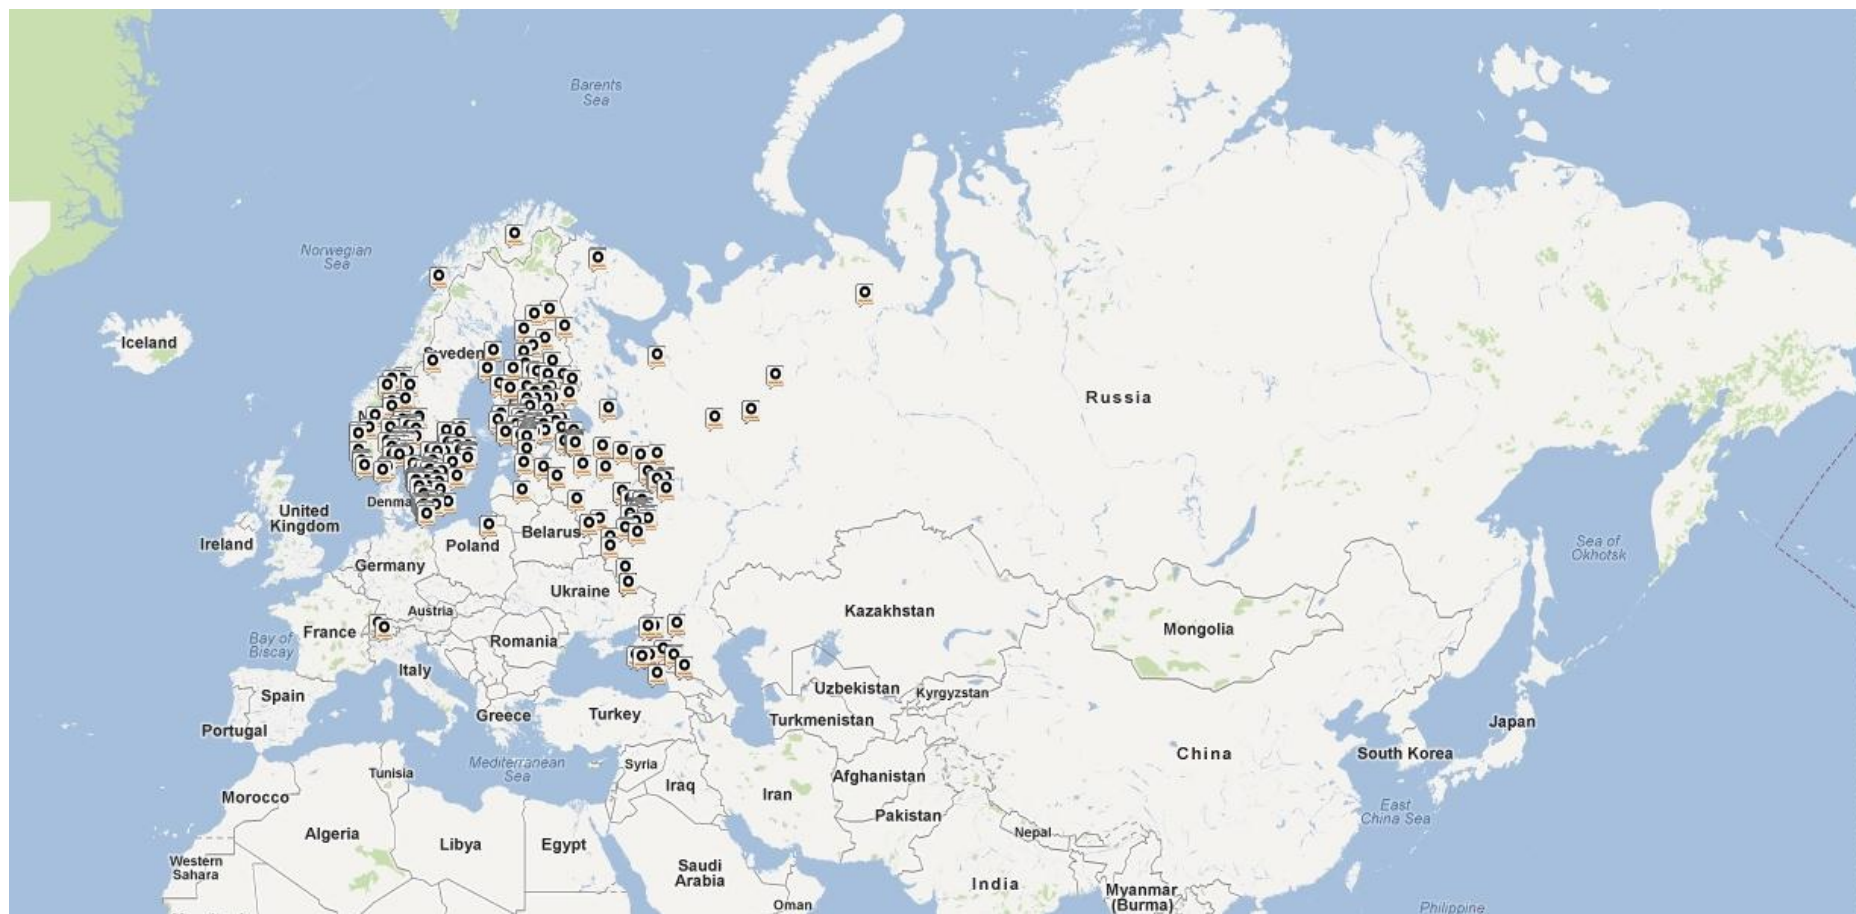 Barents
Sea
Norwegian
Sea
Iceland
Sweden
Russia
N
Denma
United
Kingdom
Ireland
Belarus
Poland
Germany
Sea of
Okhotsk
Ukraine
Austria
Kazakhstan
Bay of
Biscay
France
Romania
Mongolia
Italy
Spain
Uzbekistan
Kyrgyzstan
Portugal
Greece
Turkey
Turkmenistan
Japan
Mediterranean
Sea
Syria
China
South Korea
Tunisia
Iraq
Iran
Afghanistan
Morocco
Pakistan
East
China Sea
Algeria
Libya
Egypt
Nepal
Western
Sahara
Saudi
Arabia
India
Myanmar
(Burma)
Oman
Philippine